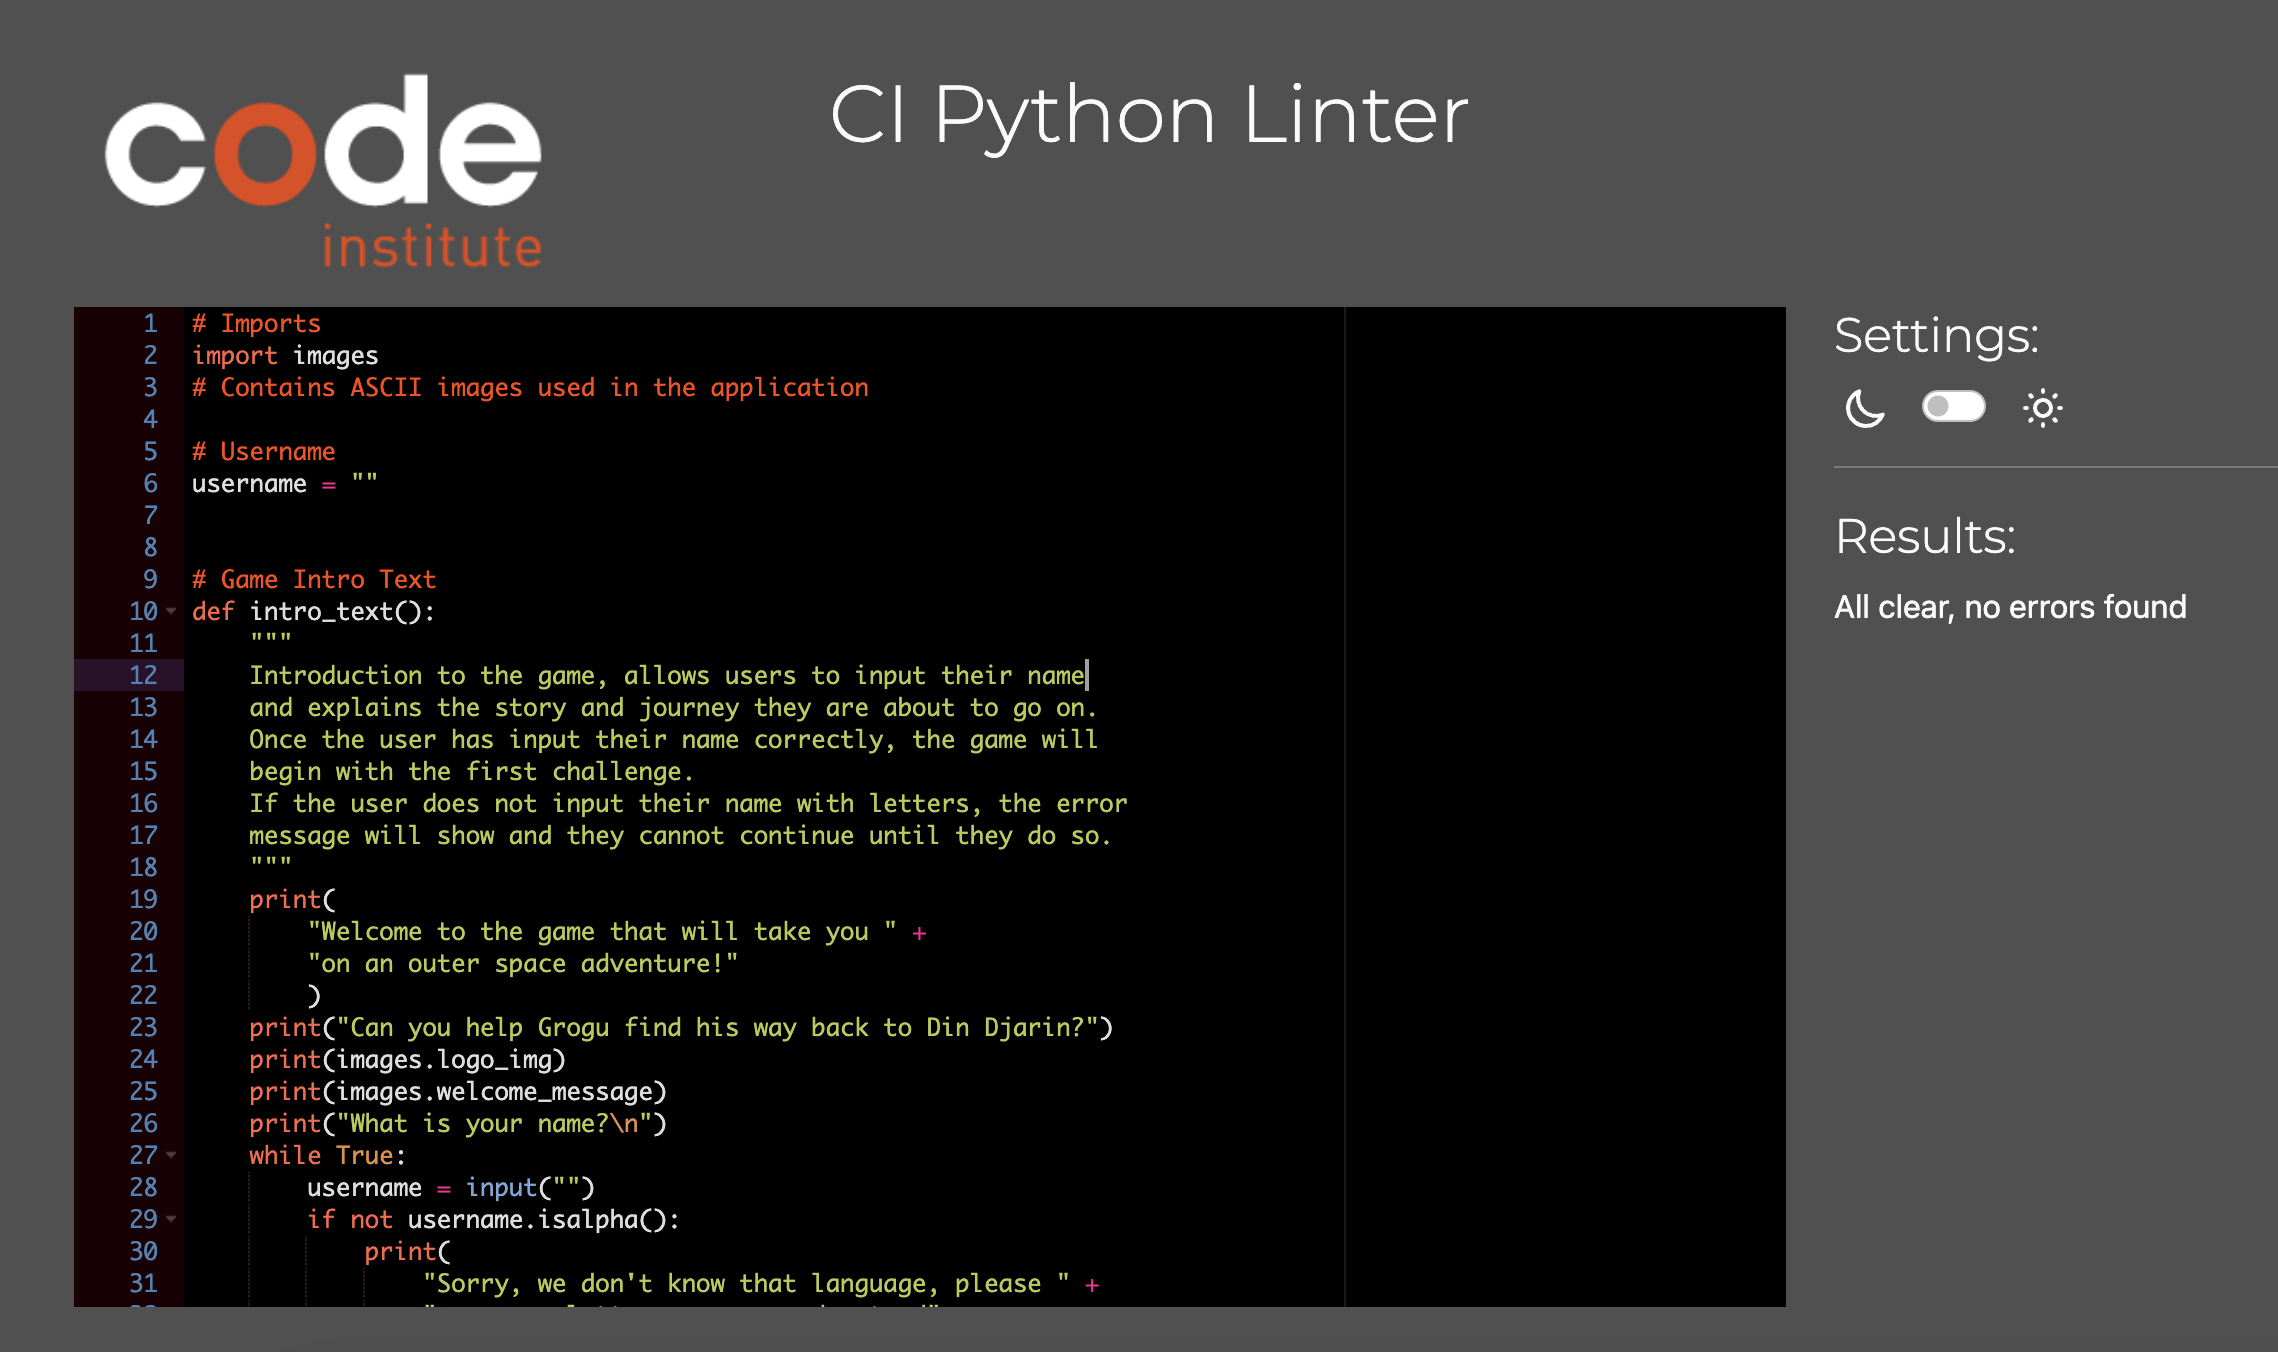 code
institute
CI Python Linter
1 # Imports
2 import images
3 # Contains ASCII images used in the application
4
5 # Username
6 username = ""
7
8
9 # Game Intro Text
10 def intro_text():
11     """
12     Introduction to the game, allows users to input their name
13     and explains the story and journey they are about to go on.
14     Once the user has input their name correctly, the game will
15     begin with the first challenge.
16     If the user does not input their name with letters, the error
17     message will show and they cannot continue until they do so.
18     """
19     print(
20         "Welcome to the game that will take you " +
21         "on an outer space adventure!"
22         )
23     print("Can you help Grogu find his way back to Din Djarin?")
24     print(images.logo_img)
25     print(images.welcome_message)
26     print("What is your name?\n")
27     while True:
28         username = input("")
29         if not username.isalpha():
30             print(
31                 "Sorry, we don't know that language, please " +
Settings:
Results:
All clear, no errors found